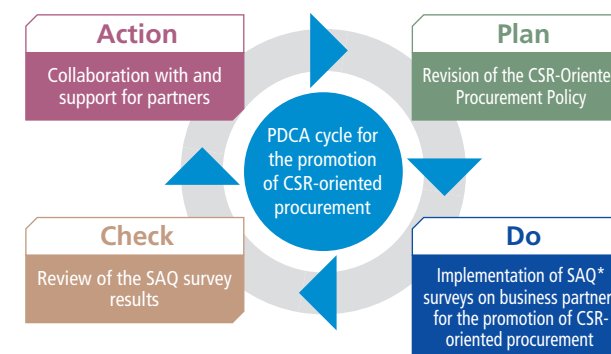 Action
Collaboration with and
support for partners
Plan
Revision of the CSR-Oriente
Procurement Policy
PDCA cycle for
the promotion
of CSR-oriented
procurement
Check
Review of the SAQ survey
results
Do
Implementation of SAQ*
surveys on business partner
for the promotion of CSR-
oriented procurement